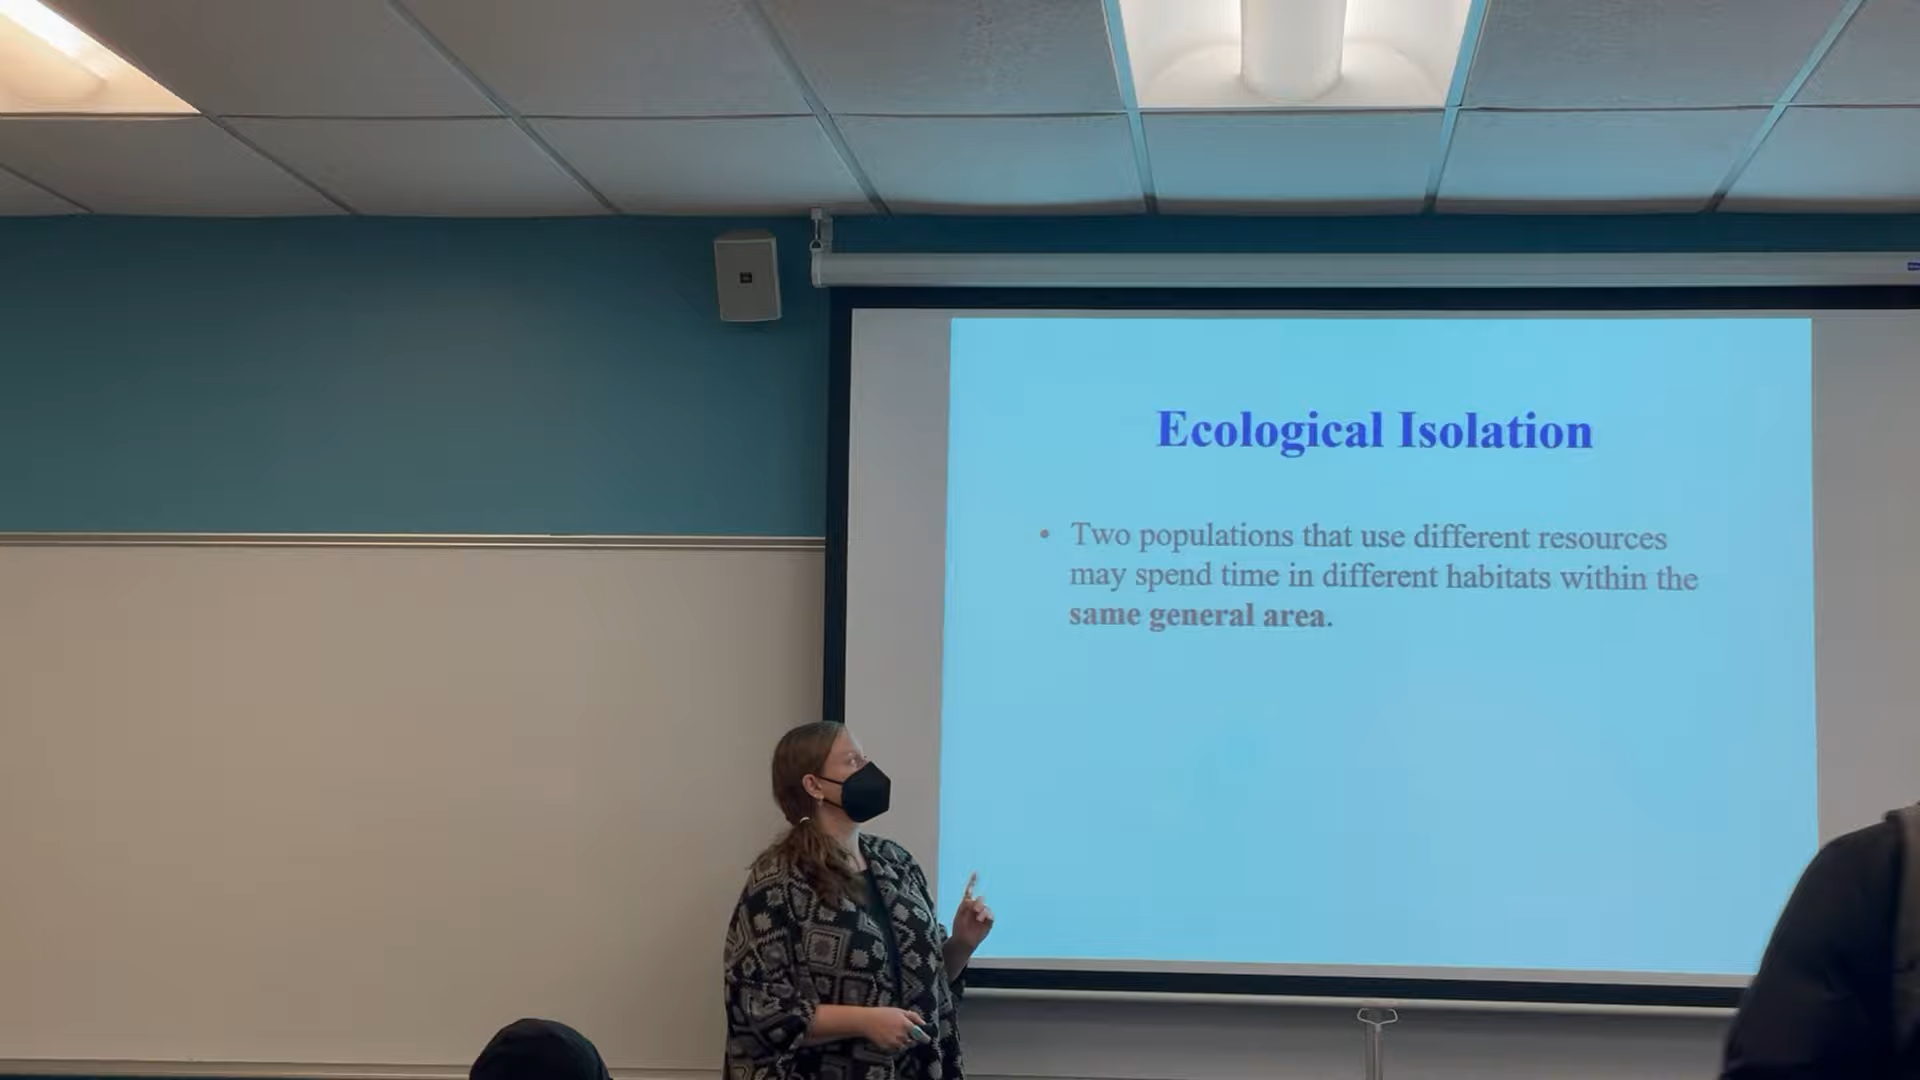 Ecological Isolation
• Two populations that use different resources
may spend time in different habitats within the
same general area.